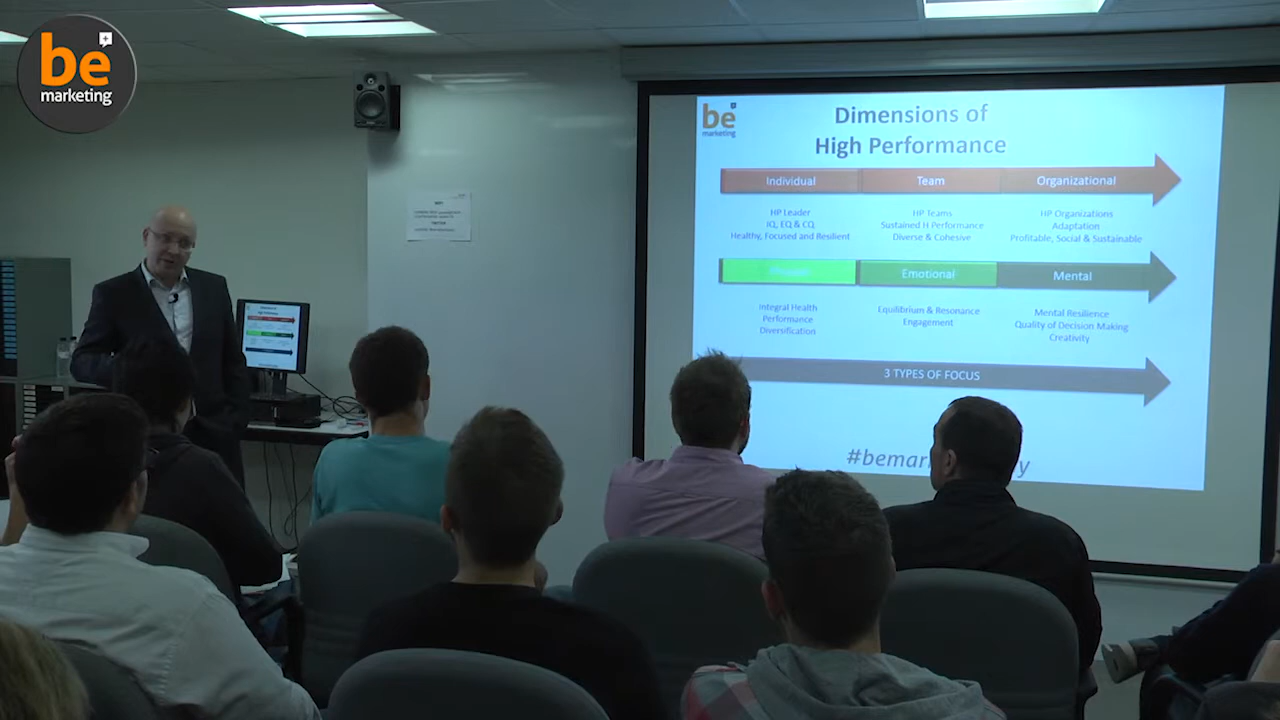 be
marketing
be
marketing
Dimensions of
High Performance
Individual
Team
Organizational
HP Leader
IQ, EQ & CQ
Healthy, Focused and Resilient
HP Teams
Sustained H Performance
Diverse & Cohesive
HP Organizations
Adaptation
Profitable, Social & Sustainable
Emotional
Mental
Integral Health
Performance
Diversification
Equilibrium & Resonance
Engagement
Mental Resilience
Quality of Decision Making
Creativity
3 TYPES OF FOCUS